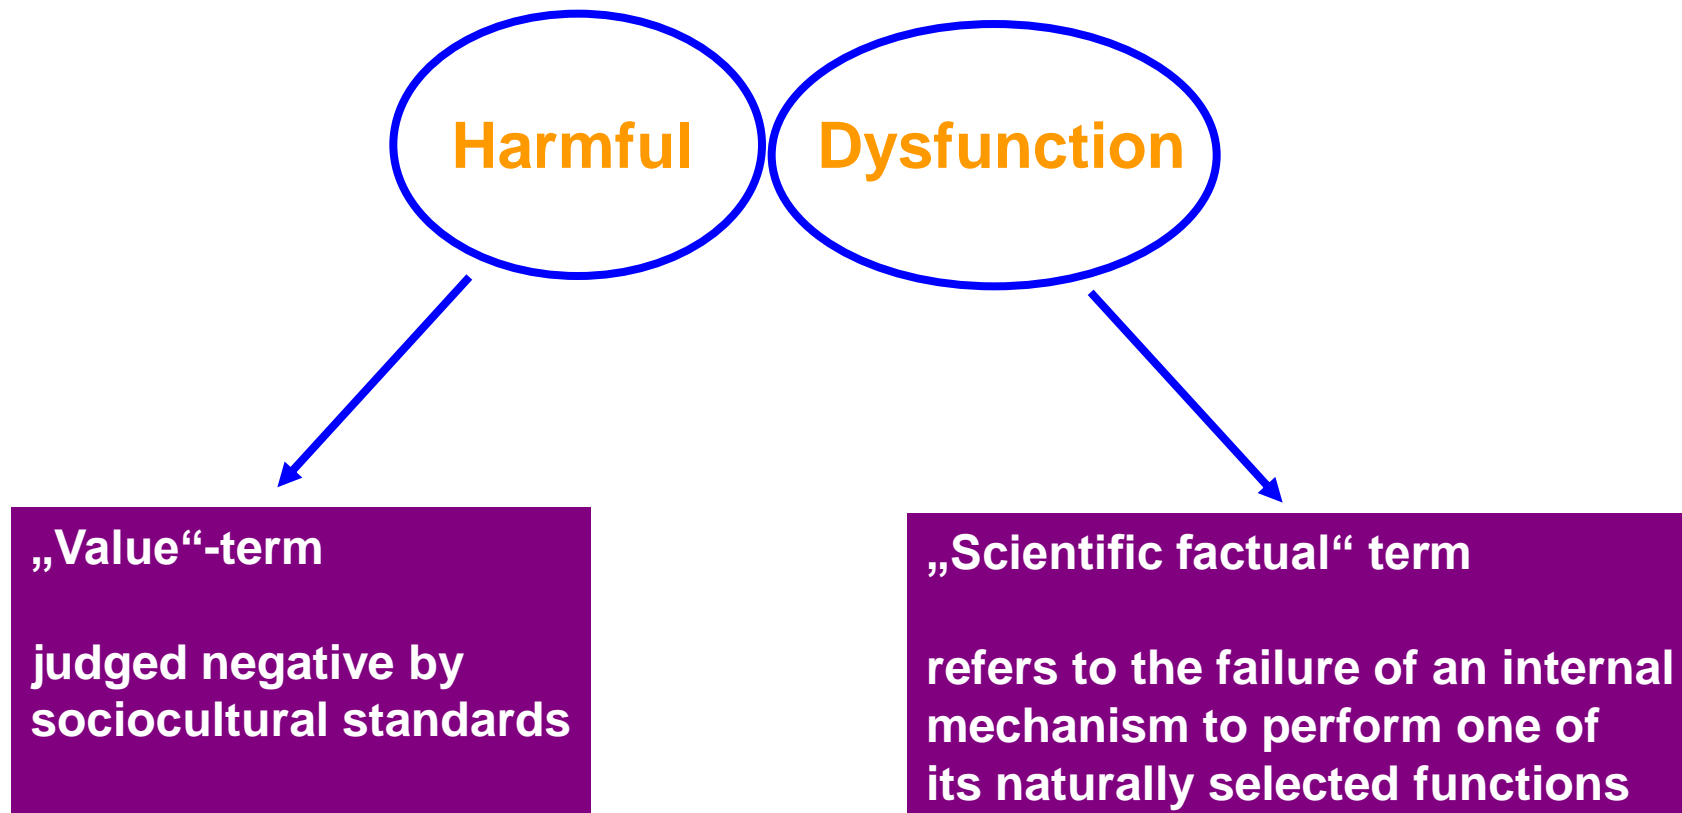 Harmful
Dysfunction
„Value“-term
judged negative by
sociocultural standards
„Scientific factual“ term
refers to the failure of an internal
mechanism to perform one of
its naturally selected functions